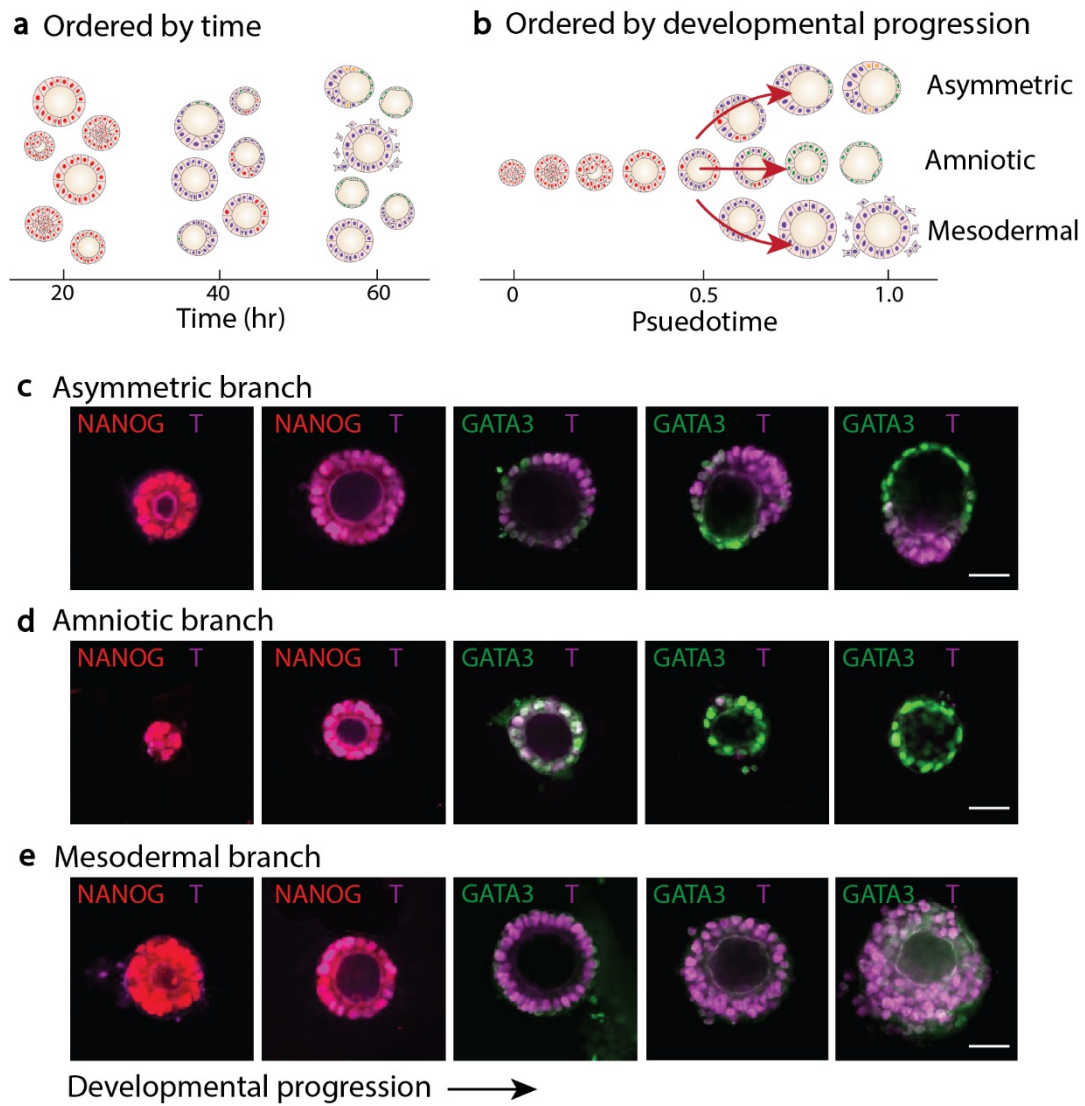 a Ordered by time
b Ordered by developmental progression
Asymmetric
Amniotic
Mesodermal
20 40 60
Time (hr)
0 0.5 1.0
Psuedotime
c Asymmetric branch
NANOG T NANOG T GATA3 T GATA3 T GATA3 T
d Amniotic branch
NANOG T NANOG T GATA3 T GATA3 T GATA3 T
e Mesodermal branch
NANOG T NANOG T GATA3 T GATA3 T GATA3 T
Developmental progression